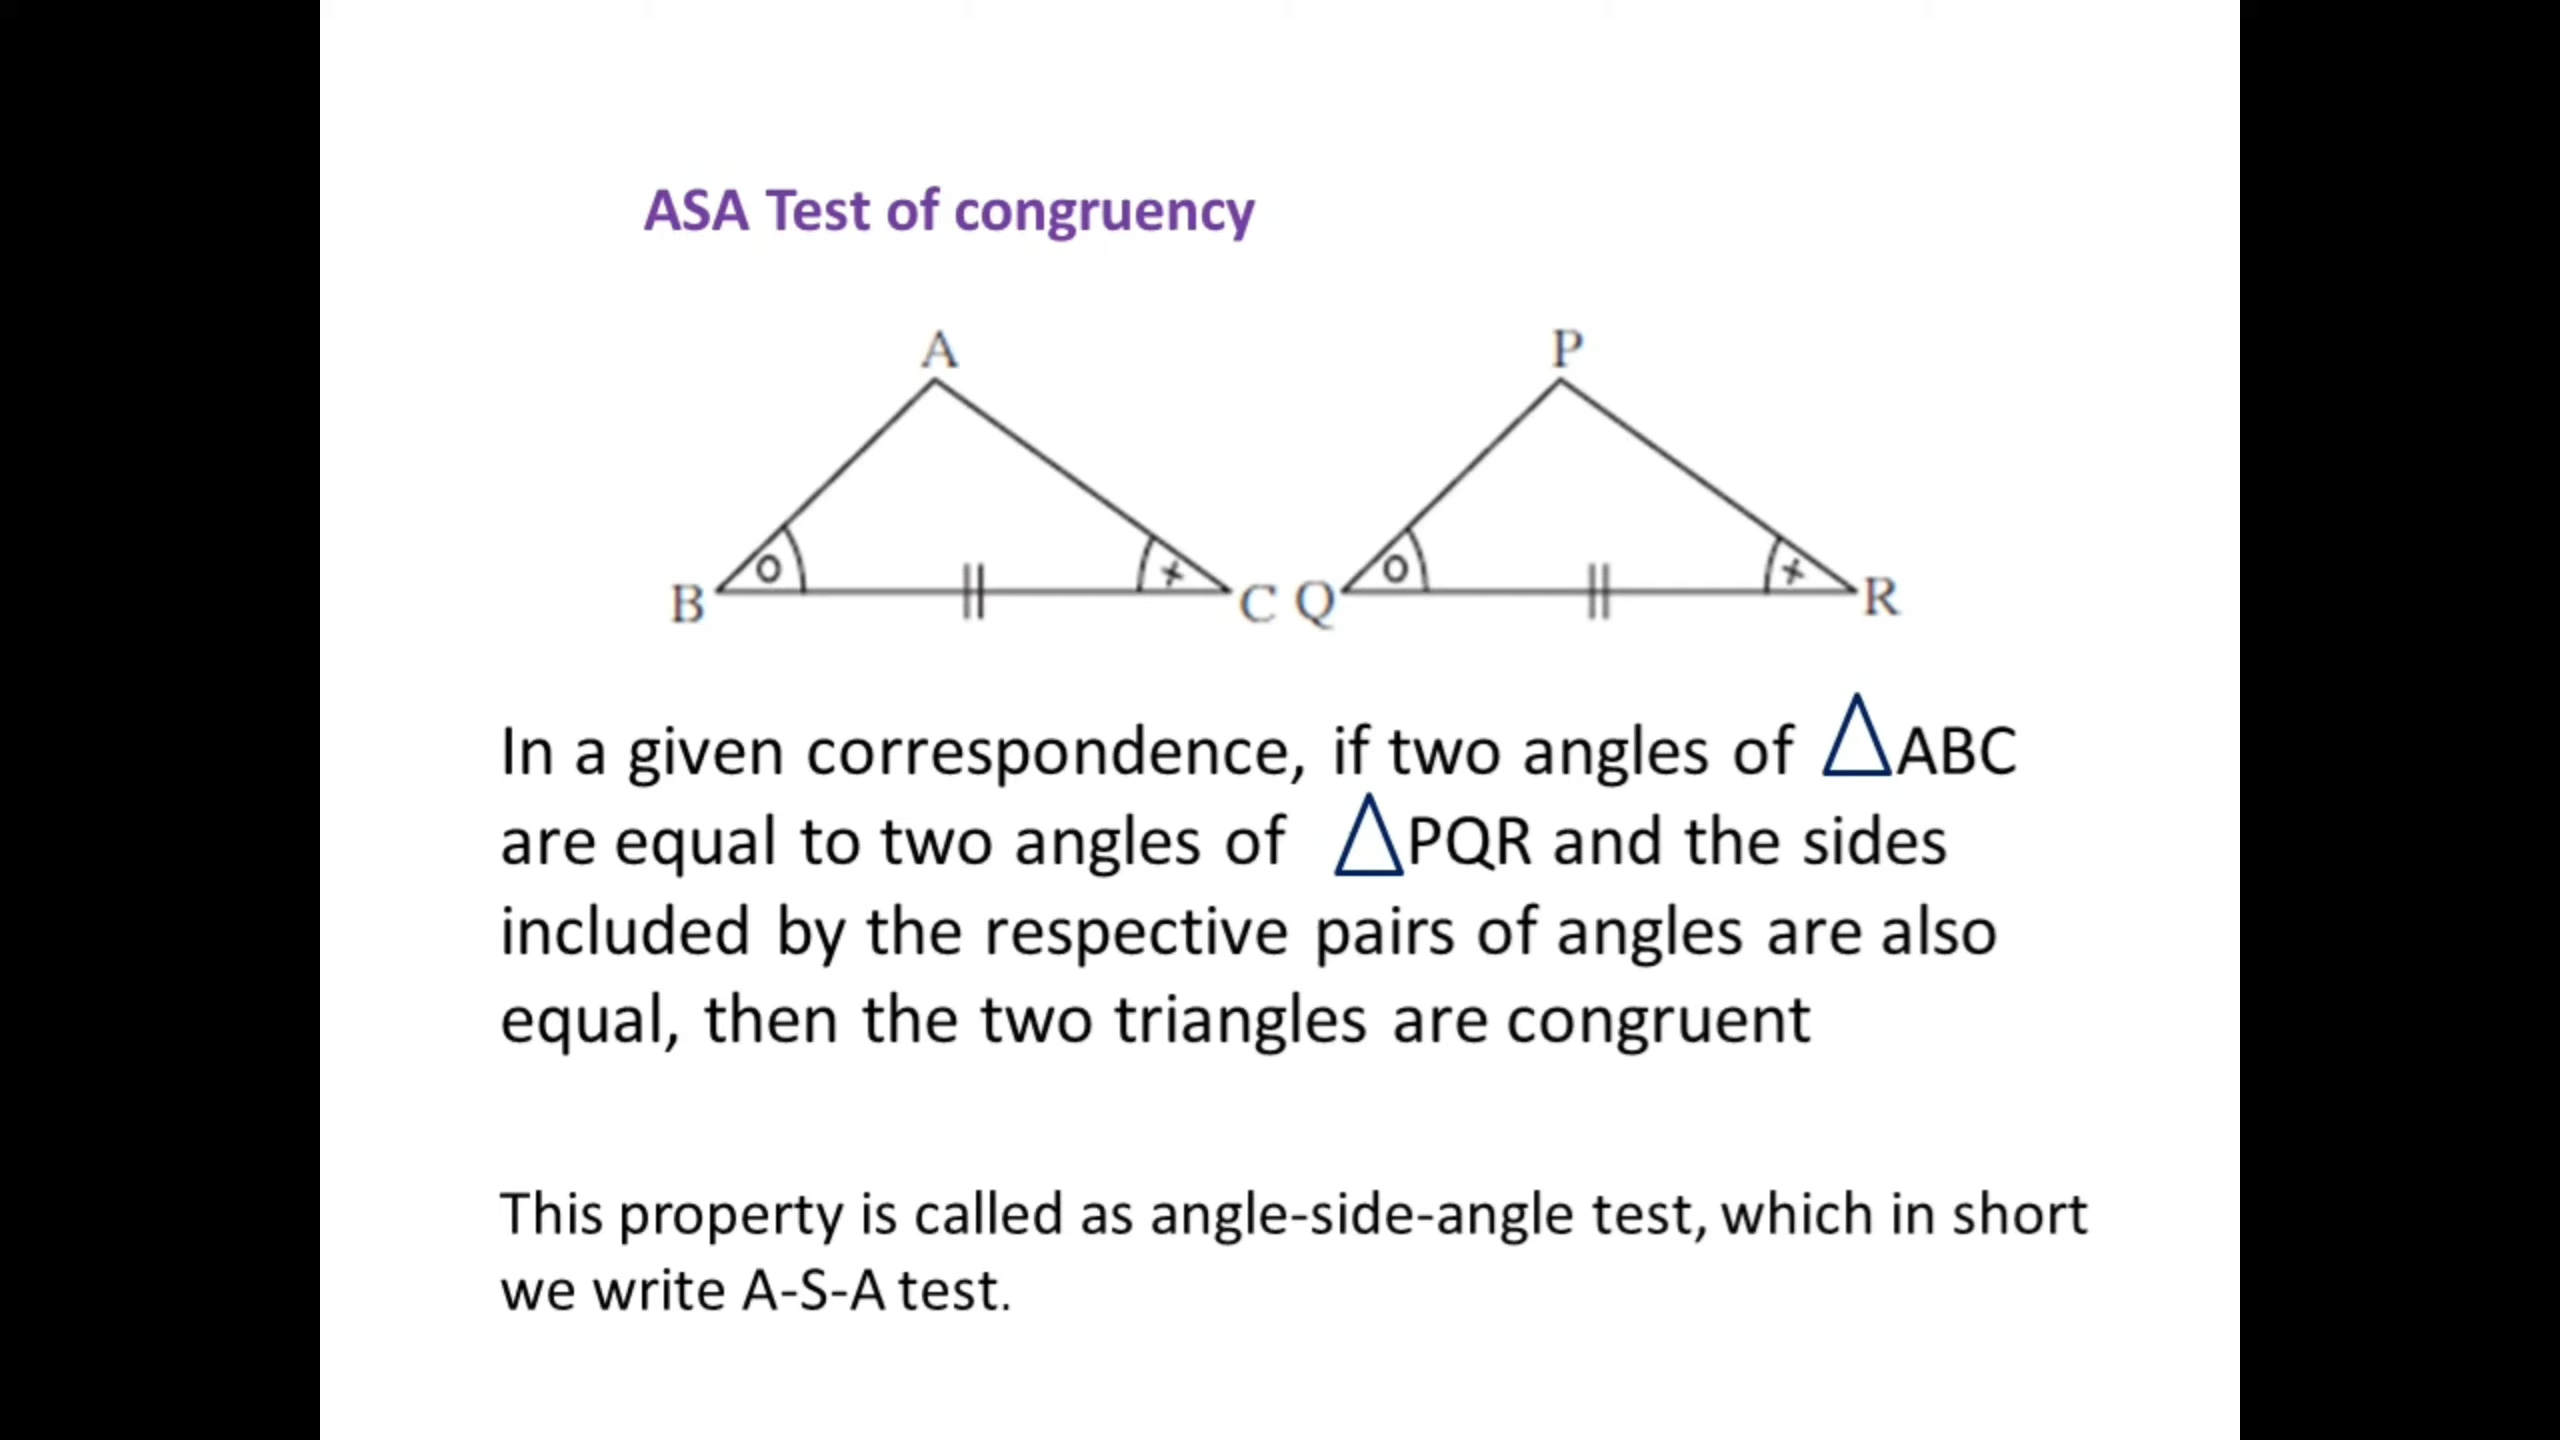 ASA Test of congruency
A P
B O + C Q O + R
In a given correspondence, if two angles of △ABC
are equal to two angles of △PQR and the sides
included by the respective pairs of angles are also
equal, then the two triangles are congruent
This property is called as angle-side-angle test, which in short
we write A-S-A test.